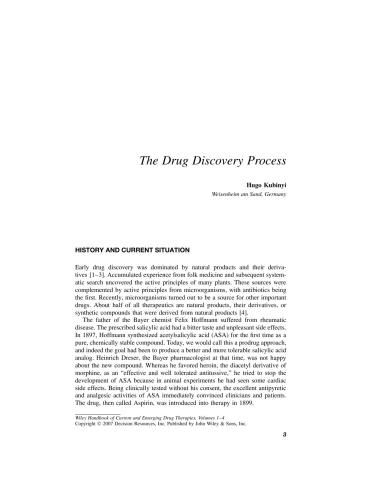 The Drug Discovery Process
Hugo Kubinyi
Weisenheim am Sand, Germany
HISTORY AND CURRENT SITUATION
Early drug discovery was dominated by natural products and their deriva-
tives [1–3]. Accumulated experience from folk medicine and subsequent system-
atic search uncovered the active principles of many plants. These sources were
complemented by active principles from microorganisms, with antibiotics being
the first. Recently, microorganisms turned out to be a source for other important
drugs. About half of all therapeutics are natural products, their derivatives, or
synthetic compounds that were derived from natural products [4].
The father of the Bayer chemist Felix Hoffmann suffered from rheumatic
disease. The prescribed salicylic acid had a bitter taste and unpleasant side effects.
In 1897, Hoffmann synthesized acetylsalicylic acid (ASA) for the first time as a
pure, chemically stable compound. Today, we would call this a prodrug approach,
and indeed the goal had been to produce a better and more tolerable salicylic acid
analog. Heinrich Dreser, the Bayer pharmacologist at that time, was not happy
about the new compound. Whereas he favored heroin, the diacetyl derivative of
morphine, as an “effective and well tolerated antitussive,” he tried to stop the
development of ASA because in animal experiments he had seen some cardiac
side effects. Being clinically tested without his consent, the excellent antipyretic
and analgesic activities of ASA immediately convinced clinicians and patients.
The drug, then called Aspirin, was introduced into therapy in 1899.
Wiley Handbook of Current and Emerging Drug Therapies, Volumes 1–4
Copyright © 2007 Decision Resources, Inc. Published by John Wiley & Sons, Inc.
3